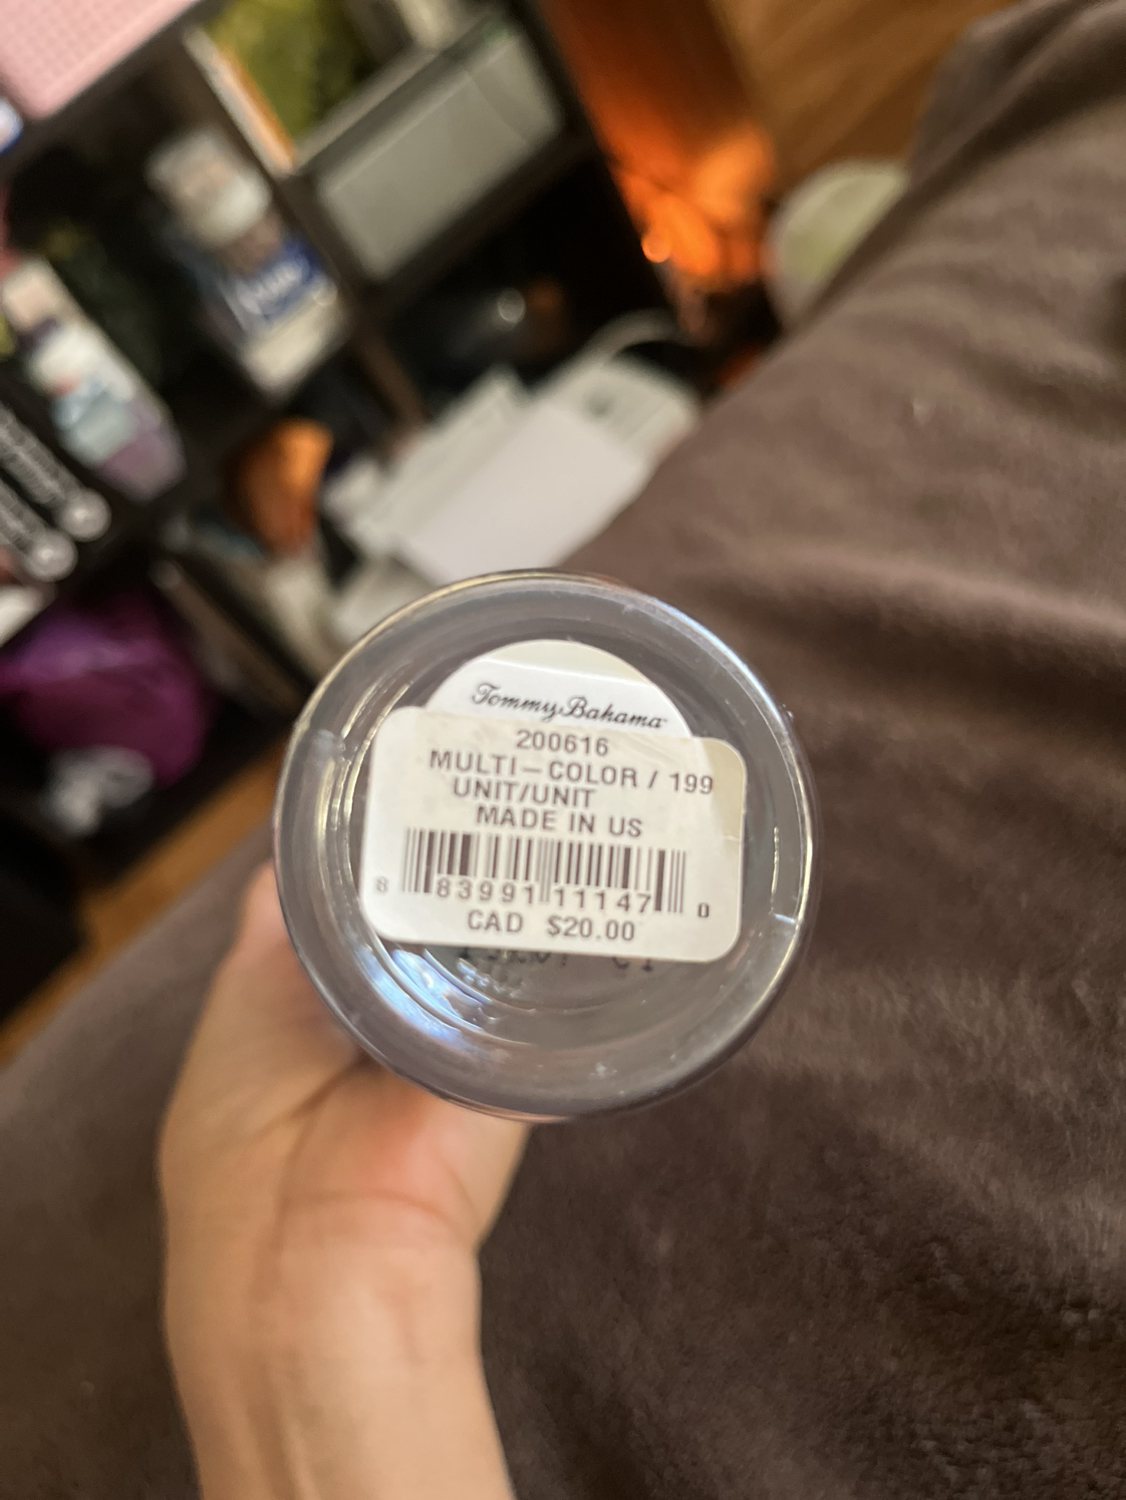 Tommy Bahama
200616
MULTI-COLOR / 199
UNIT/UNIT
MADE IN US
8 83991 11147 0
CAD $20.00